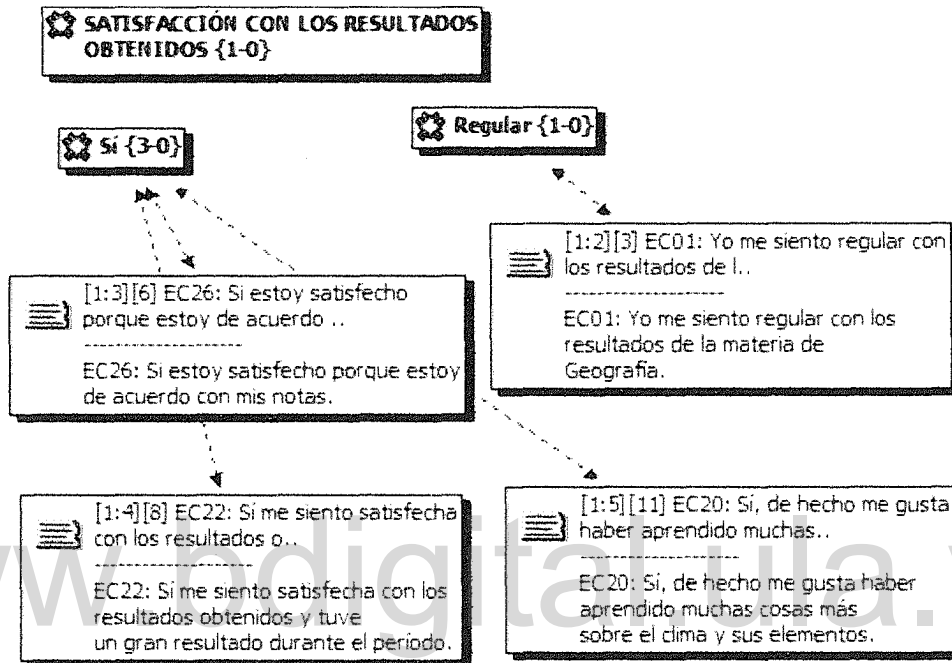 SATISFACCIÓN CON LOS RESULTADOS
OBTENIDOS {1-0}
Sí {3-0}
Regular {1-0}
[1:2][3] EC01: Yo me siento regular con
los resultados de l..
--------------------
EC01: Yo me siento regular con los
resultados de la materia de
Geografía.
[1:3][6] EC26: Si estoy satisfecho
porque estoy de acuerdo ..
--------------------
EC26: Si estoy satisfecho porque estoy
de acuerdo con mis notas.
[1:4][8] EC22: Sí me siento satisfecha
con los resultados o..
--------------------
EC22: Sí me siento satisfecha con los
resultados obtenidos y tuve
un gran resultado durante el período.
[1:5][11] EC20: Sí, de hecho me gusta
haber aprendido muchas..
--------------------
EC20: Sí, de hecho me gusta haber
aprendido muchas cosas más
sobre el clima y sus elementos.
w.bdigital.ula.